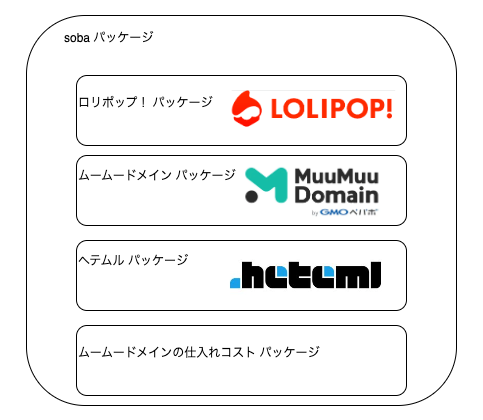 soba パッケージ
ロリポップ！ パッケージ
LOLIPOP!
ムームードメイン パッケージ
MuuMuu
Domain
by GMOペパボ
ヘテムル パッケージ
.heteml
ムームードメインの仕入れコスト パッケージ